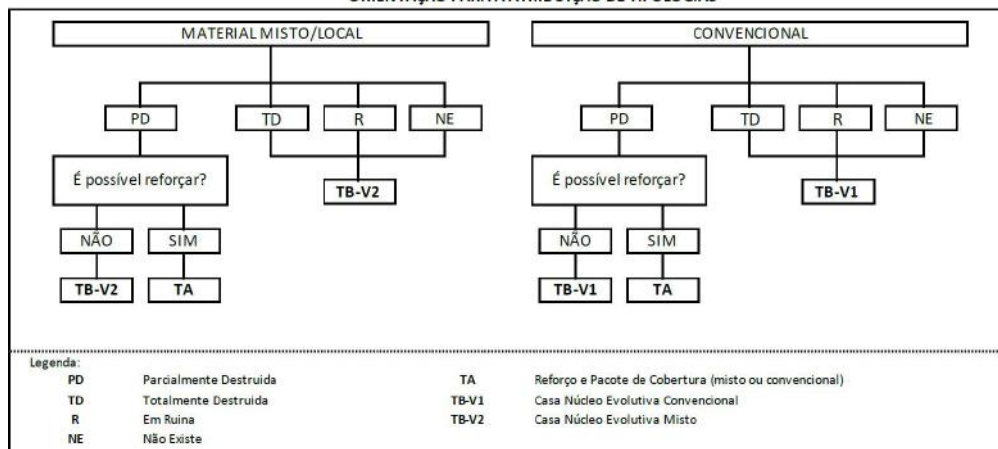 MATERIAL MISTO/LOCAL
CONVENCIONAL
PD
TD
R
NE
PD
TD
R
NE
É possível reforçar?
TB-V2
É possível reforçar?
TB-V1
NÃO
SIM
NÃO
SIM
TB-V2
TA
TB-V1
TA
Legenda:
PD Parcialmente Destruida TA Reforço e Pacote de Cobertura (misto ou convencional)
TD Totalmente Destruida TB-V1 Casa Núcleo Evolutiva Convencional
R Em Ruina TB-V2 Casa Núcleo Evolutiva Misto
NE Não Existe